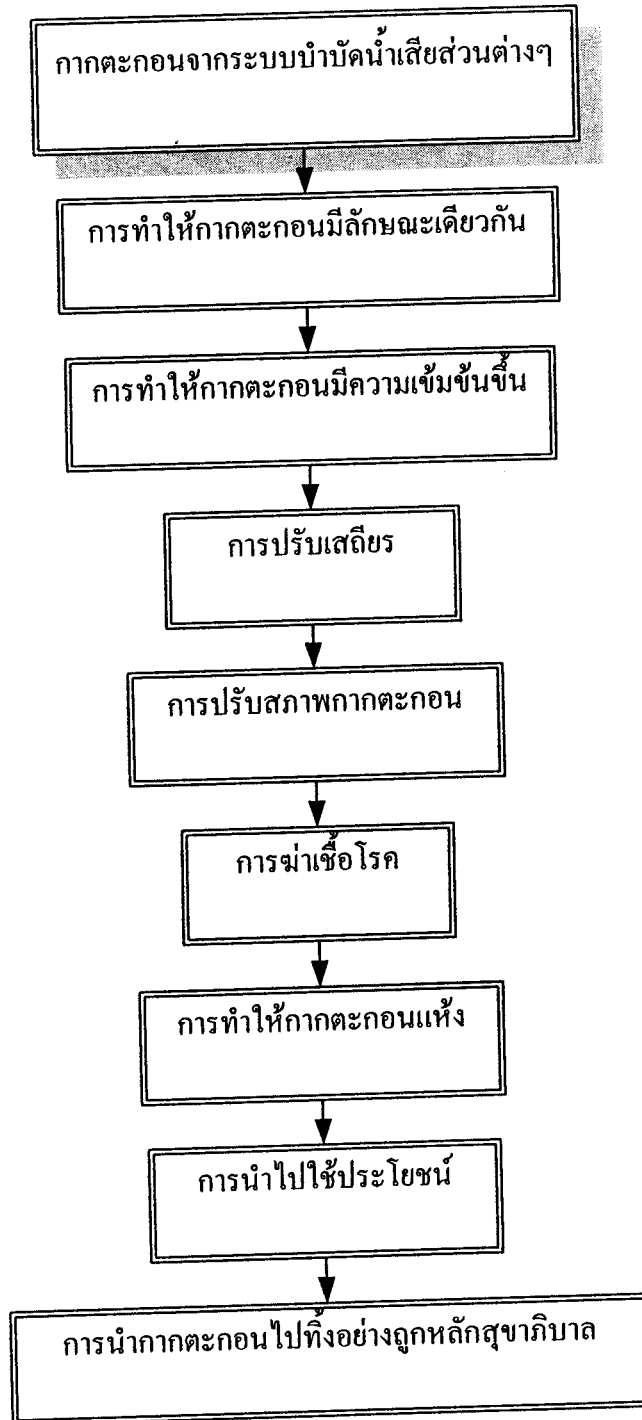 กากตะกอนจากระบบบำบัดน้ำเสียส่วนต่างๆ
การทำให้กากตะกอนมีลักษณะเดียวกัน
การทำให้กากตะกอนมีความเข้มข้นขึ้น
การปรับเสถียร
การปรับสภาพกากตะกอน
การฆ่าเชื้อโรค
การทำให้กากตะกอนแห้ง
การนำไปใช้ประโยชน์
การนำกากตะกอนไปทิ้งอย่างถูกหลักสุขาภิบาล